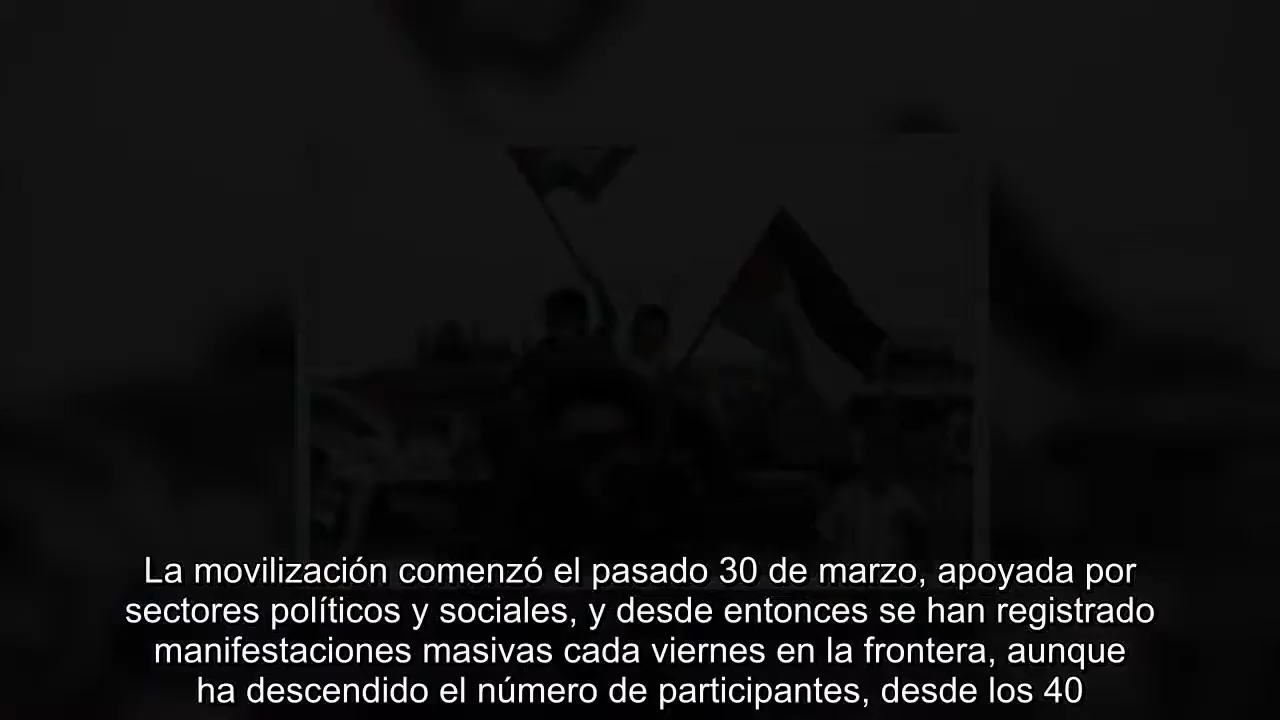 La movilización comenzó el pasado 30 de marzo, apoyada por
sectores políticos y sociales, y desde entonces se han registrado
manifestaciones masivas cada viernes en la frontera, aunque
ha descendido el número de participantes, desde los 40